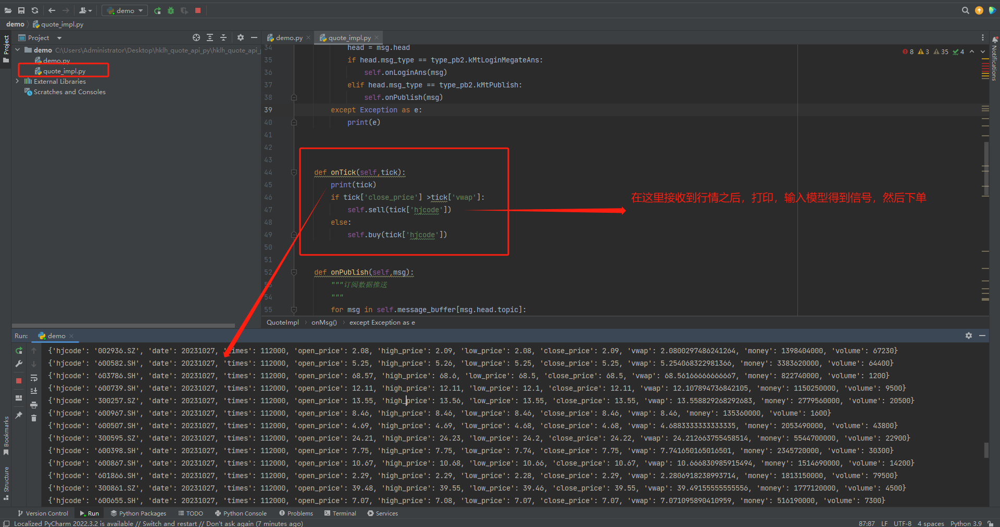 demo
demo
quote_impl.py
Project
Project
demo.py
quote_impl.py
demo C:\Users\Administrator\Desktop\hklh_quote_api_py\hklh_quote_api_
demo.py
quote_impl.py
External Libraries
Scratches and Consoles
8 3 35 4
Notifications
34 head = msg.head
35 if head.msg_type == type_pb2.kMtLoginMegateAns:
36 self.onLoginAns(msg)
37 elif head.msg_type == type_pb2.kMtPublish:
38 self.onPublish(msg)
39 except Exception as e:
40 print(e)
41
42
43
44 def onTick(self,tick):
45 print(tick)
46 if tick['close_price'] >tick['vwap']:
47 self.sell(tick['hjcode'])
48 else:
49 self.buy(tick['hjcode'])
50
51
52 def onPublish(self,msg):
53 """订阅数据推送
54 """
55 for msg in self.message_buffer[msg.head.topic]:
在这里接收到行情之后，打印，输入模型得到信号，然后下单
QuoteImpl onMsg() except Exception as e
Run: demo
{'hjcode': '002936.SZ', 'date': 20231027, 'times': 112000, 'open_price': 2.08, 'high_price': 2.09, 'low_price': 2.08, 'close_price': 2.09, 'vwap': 2.0800297486241264, 'money': 1398404000, 'volume': 67230}
{'hjcode': '600582.SH', 'date': 20231027, 'times': 112000, 'open_price': 5.25, 'high_price': 5.26, 'low_price': 5.25, 'close_price': 5.25, 'vwap': 5.254068322981366, 'money': 3383620000, 'volume': 64400}
{'hjcode': '603786.SH', 'date': 20231027, 'times': 112000, 'open_price': 68.57, 'high_price': 68.6, 'low_price': 68.5, 'close_price': 68.5, 'vwap': 68.56166666666667, 'money': 822740000, 'volume': 1200}
{'hjcode': '600739.SH', 'date': 20231027, 'times': 112000, 'open_price': 12.11, 'high_price': 12.11, 'low_price': 12.1, 'close_price': 12.11, 'vwap': 12.107894736842105, 'money': 1150250000, 'volume': 9500}
{'hjcode': '300257.SZ', 'date': 20231027, 'times': 112000, 'open_price': 13.55, 'high_price': 13.56, 'low_price': 13.55, 'close_price': 13.55, 'vwap': 13.558829268292683, 'money': 2779560000, 'volume': 20500}
{'hjcode': '600967.SH', 'date': 20231027, 'times': 112000, 'open_price': 8.46, 'high_price': 8.46, 'low_price': 8.46, 'close_price': 8.46, 'vwap': 8.46, 'money': 135360000, 'volume': 1600}
{'hjcode': '600507.SH', 'date': 20231027, 'times': 112000, 'open_price': 4.69, 'high_price': 4.69, 'low_price': 4.68, 'close_price': 4.68, 'vwap': 4.6883333333333335, 'money': 2053490000, 'volume': 43800}
{'hjcode': '300595.SZ', 'date': 20231027, 'times': 112000, 'open_price': 24.21, 'high_price': 24.23, 'low_price': 24.2, 'close_price': 24.22, 'vwap': 24.212663755458514, 'money': 5544700000, 'volume': 22900}
{'hjcode': '600398.SH', 'date': 20231027, 'times': 112000, 'open_price': 7.75, 'high_price': 7.75, 'low_price': 7.74, 'close_price': 7.75, 'vwap': 7.741650165016501, 'money': 2345720000, 'volume': 30300}
{'hjcode': '600867.SH', 'date': 20231027, 'times': 112000, 'open_price': 10.67, 'high_price': 10.68, 'low_price': 10.66, 'close_price': 10.67, 'vwap': 10.666830985915494, 'money': 1514690000, 'volume': 14200}
{'hjcode': '601866.SH', 'date': 20231027, 'times': 112000, 'open_price': 2.29, 'high_price': 2.29, 'low_price': 2.28, 'close_price': 2.29, 'vwap': 2.2806918238993714, 'money': 1813150000, 'volume': 79500}
{'hjcode': '300861.SZ', 'date': 20231027, 'times': 112000, 'open_price': 39.48, 'high_price': 39.55, 'low_price': 39.46, 'close_price': 39.55, 'vwap': 39.49155555555556, 'money': 1777120000, 'volume': 4500}
{'hjcode': '600655.SH', 'date': 20231027, 'times': 112000, 'open_price': 7.07, 'high_price': 7.08, 'low_price': 7.07, 'close_price': 7.07, 'vwap': 7.071095890410959, 'money': 516190000, 'volume': 7300}
Bookmarks
Structure
Version Control Run Python Packages TODO Python Console Problems Terminal Services
Localized PyCharm 2022.3.2 is available // Switch and restart // Don't ask again (7 minutes ago)
87:87 LF UTF-8 4 spaces Python 3.9